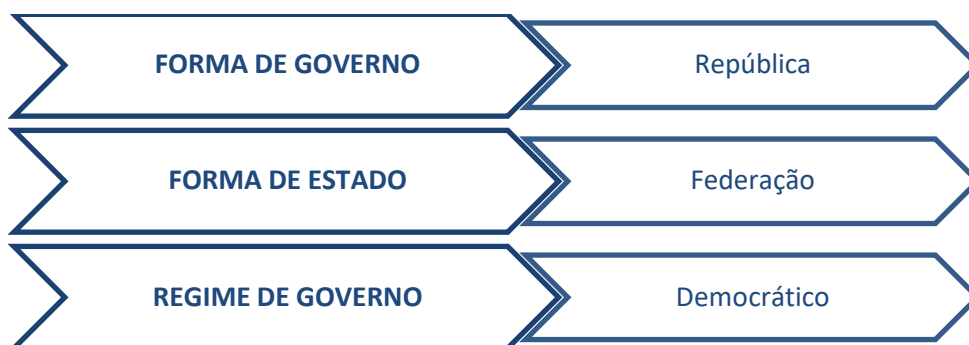 FORMA DE GOVERNO
República
FORMA DE ESTADO
Federação
REGIME DE GOVERNO
Democrático